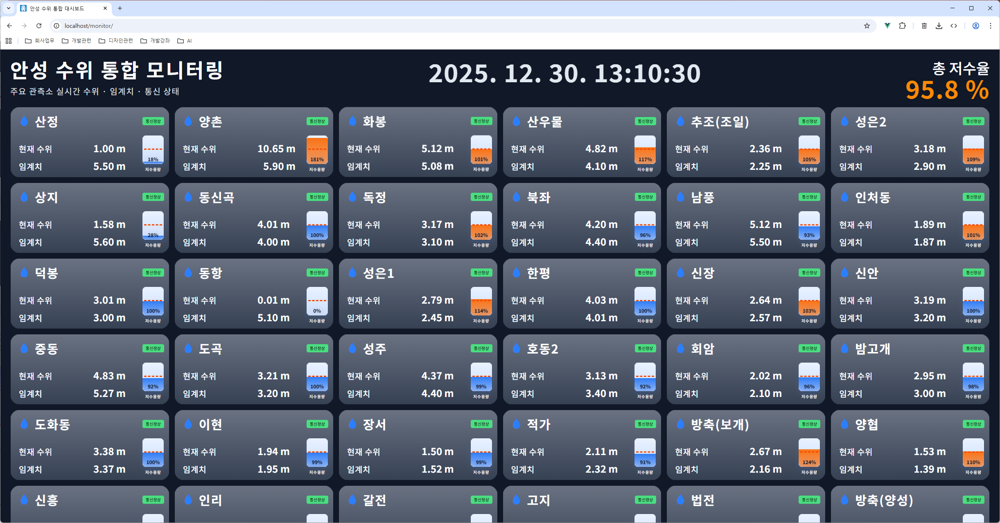 안성 수위 통합 대시보드
localhost/monitor/
회사업무 개발관련 디자인관련 개발강좌 AI
안성 수위 통합 모니터링
주요 관측소 실시간 수위 · 임계치 · 통신 상태
2025. 12. 30. 13:10:30
총 저수율
95.8 %
산정 통신정상
현재 수위 1.00 m
임계치 5.50 m
18%
저수용량
양촌 통신정상
현재 수위 10.65 m
임계치 5.90 m
181%
저수용량
화봉 통신정상
현재 수위 5.12 m
임계치 5.08 m
101%
저수용량
산우물 통신정상
현재 수위 4.82 m
임계치 4.10 m
117%
저수용량
추조(조일) 통신정상
현재 수위 2.36 m
임계치 2.25 m
105%
저수용량
성은2 통신정상
현재 수위 3.18 m
임계치 2.90 m
109%
저수용량
상지 통신정상
현재 수위 1.58 m
임계치 5.60 m
28%
저수용량
동신곡 통신정상
현재 수위 4.01 m
임계치 4.00 m
100%
저수용량
독정 통신정상
현재 수위 3.17 m
임계치 3.10 m
102%
저수용량
북좌 통신정상
현재 수위 4.20 m
임계치 4.40 m
96%
저수용량
남풍 통신정상
현재 수위 5.12 m
임계치 5.50 m
93%
저수용량
인처동 통신정상
현재 수위 1.89 m
임계치 1.87 m
101%
저수용량
덕봉 통신정상
현재 수위 3.01 m
임계치 3.00 m
100%
저수용량
동항 통신정상
현재 수위 0.01 m
임계치 5.10 m
0%
저수용량
성은1 통신정상
현재 수위 2.79 m
임계치 2.45 m
114%
저수용량
한평 통신정상
현재 수위 4.03 m
임계치 4.01 m
100%
저수용량
신장 통신정상
현재 수위 2.64 m
임계치 2.57 m
103%
저수용량
신안 통신정상
현재 수위 3.19 m
임계치 3.20 m
100%
저수용량
중동 통신정상
현재 수위 4.83 m
임계치 5.27 m
92%
저수용량
도곡 통신정상
현재 수위 3.21 m
임계치 3.20 m
100%
저수용량
성주 통신정상
현재 수위 4.37 m
임계치 4.40 m
99%
저수용량
호동2 통신정상
현재 수위 3.13 m
임계치 3.40 m
92%
저수용량
회암 통신정상
현재 수위 2.02 m
임계치 2.10 m
96%
저수용량
밤고개 통신정상
현재 수위 2.95 m
임계치 3.00 m
98%
저수용량
도화동 통신정상
현재 수위 3.38 m
임계치 3.37 m
100%
저수용량
이현 통신정상
현재 수위 1.94 m
임계치 1.95 m
99%
저수용량
장서 통신정상
현재 수위 1.50 m
임계치 1.52 m
99%
저수용량
적가 통신정상
현재 수위 2.11 m
임계치 2.32 m
91%
저수용량
방축(보개) 통신정상
현재 수위 2.67 m
임계치 2.16 m
124%
저수용량
양협 통신정상
현재 수위 1.53 m
임계치 1.39 m
110%
저수용량
신흥 통신정상
인리 통신정상
갈전 통신정상
고지 통신정상
법전 통신정상
방축(양성) 통신정상